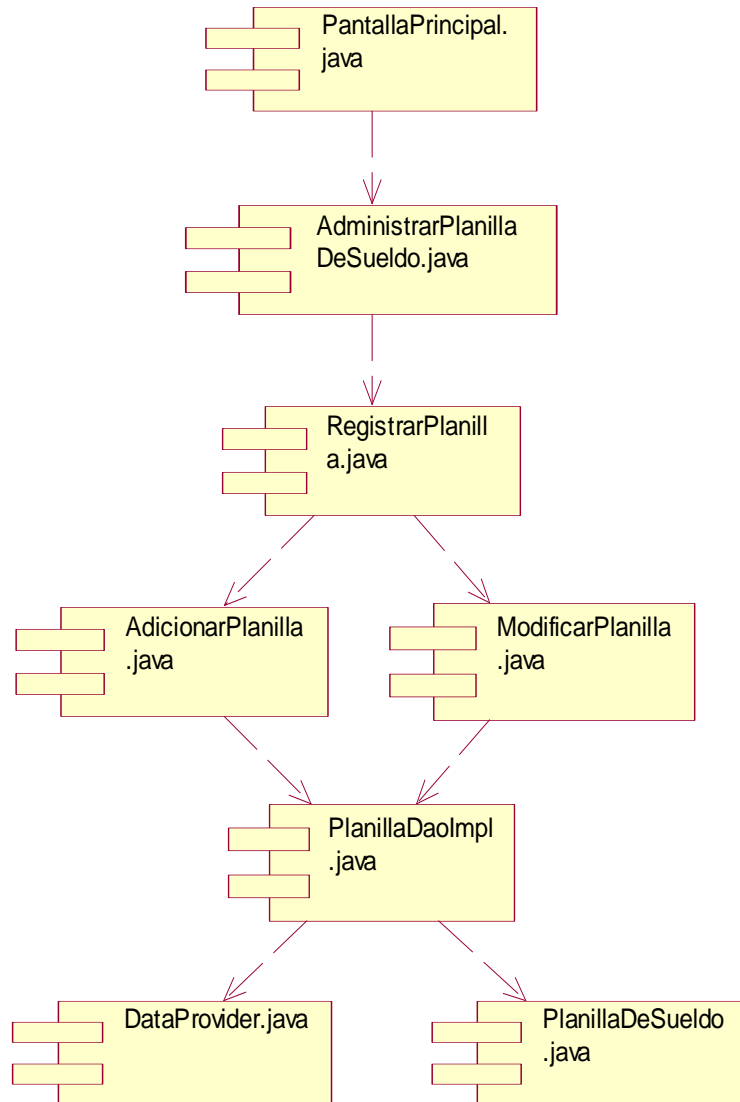 PantallaPrincipal.
java
AdministrarPlanilla
DeSueldo.java
RegistrarPlanill
a.java
AdicionarPlanilla
.java
ModificarPlanilla
.java
PlanillaDaoImpl
.java
DataProvider.java
PlanillaDeSueldo
.java